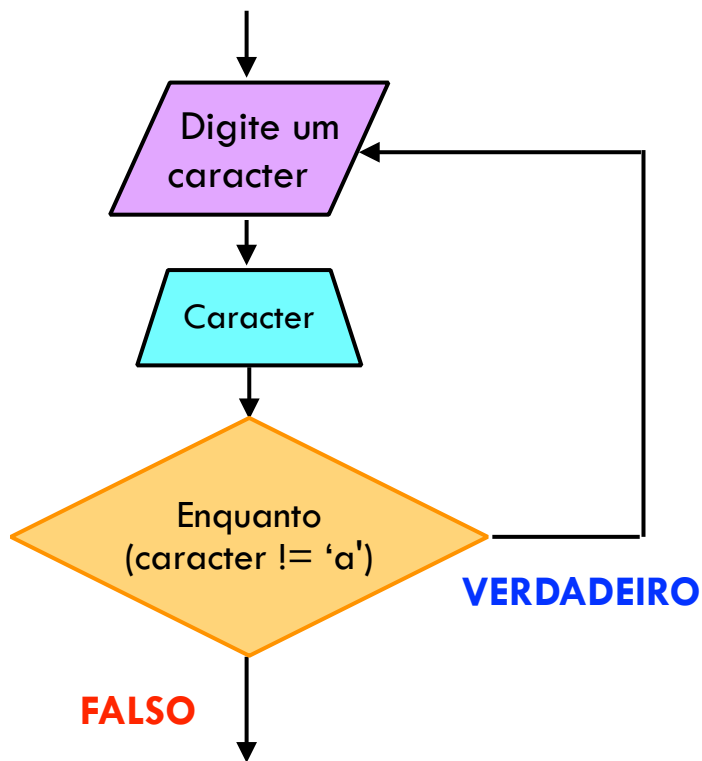 Digite um
caracter
Caracter
Enquanto
(caracter != ‘a')
VERDADEIRO
FALSO